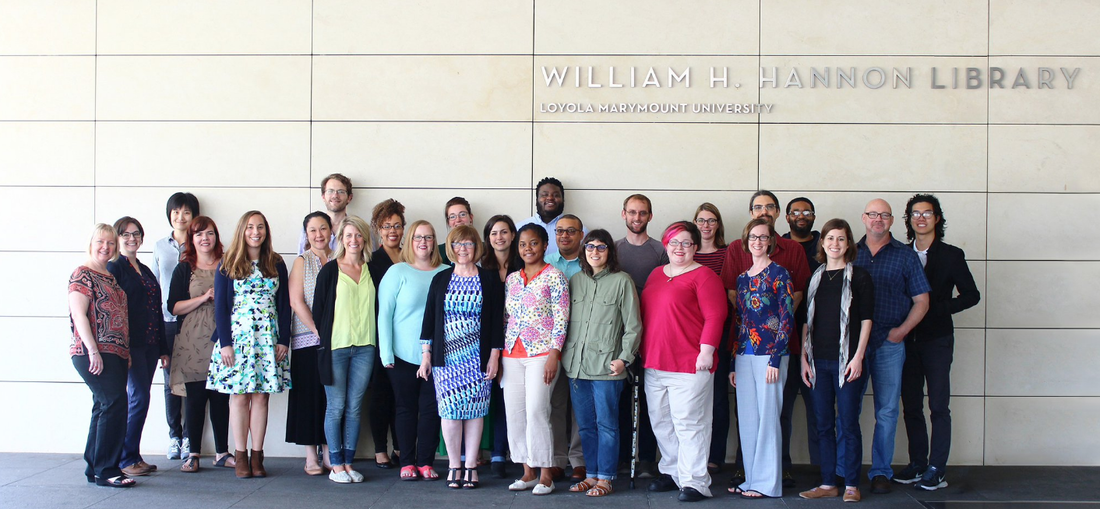 WILLIAM H. HANNON LIBRARY
LOYOLA MARYMOUNT UNIVERSITY